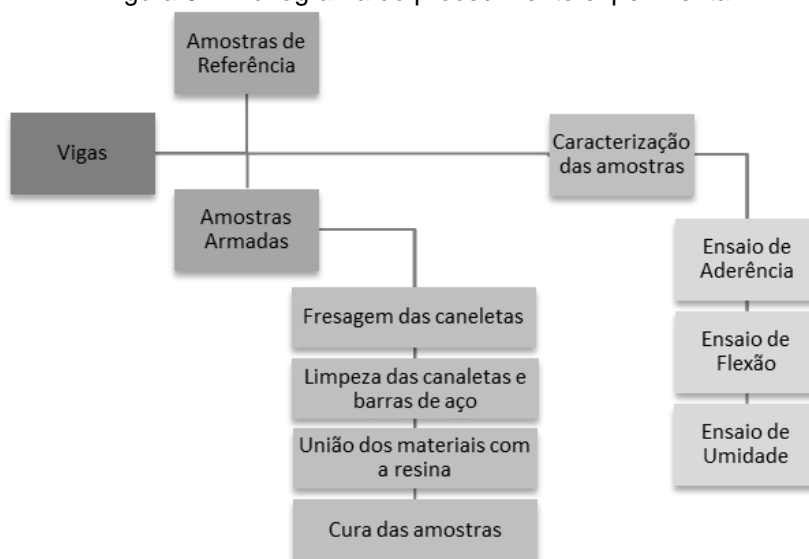 Amostras de
Referência
Vigas
Caracterização
das amostras
Amostras
Armadas
Ensaio de
Aderência
Fresagem das caneletas
Ensaio de
Flexão
Limpeza das canaletas e
barras de aço
União dos materiais com
a resina
Ensaio de
Umidade
Cura das amostras